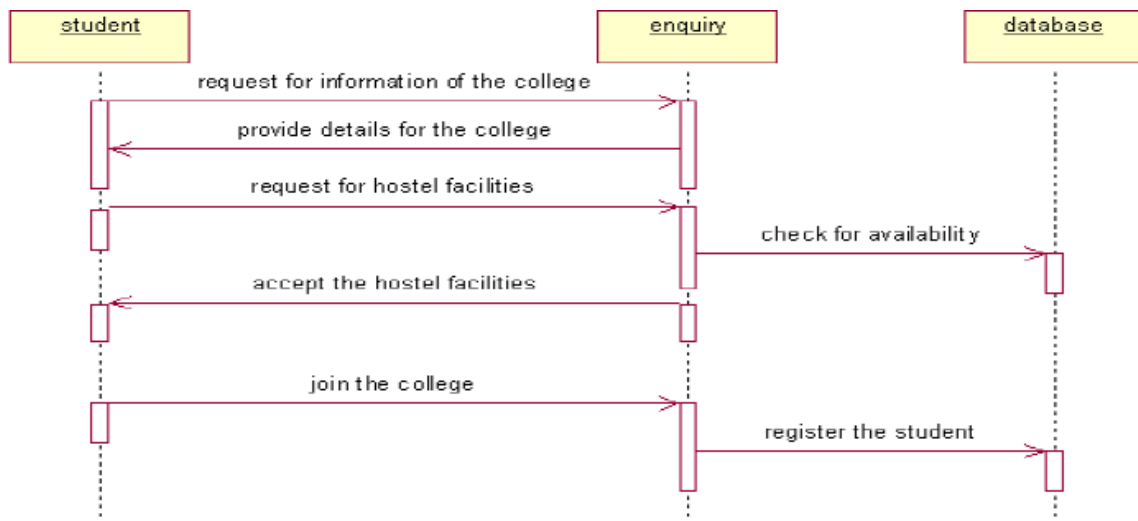 student
enquiry
database
request for information of the college
provide details for the college
request for hostel facilities
check for availability
accept the hostel facilities
join the college
register the student